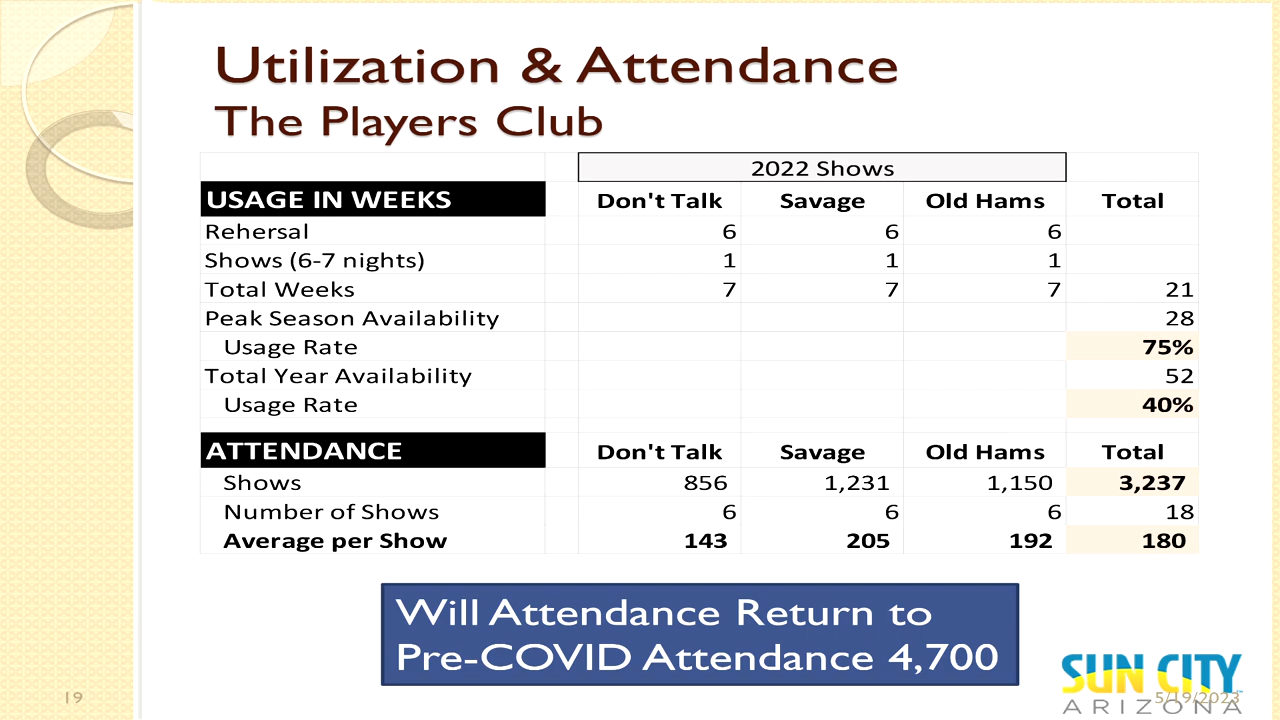 Utilization & Attendance
The Players Club
2022 Shows
USAGE IN WEEKS Don't Talk Savage Old Hams Total
Rehersal 6 6 6
Shows (6-7 nights) 1 1 1
Total Weeks 7 7 7 21
Peak Season Availability 28
Usage Rate 75%
Total Year Availability 52
Usage Rate 40%
ATTENDANCE Don't Talk Savage Old Hams Total
Shows 856 1,231 1,150 3,237
Number of Shows 6 6 6 18
Average per Show 143 205 192 180
Will Attendance Return to
Pre-COVID Attendance 4,700
SUN CITY
ARIZONA
19 5/19/2023